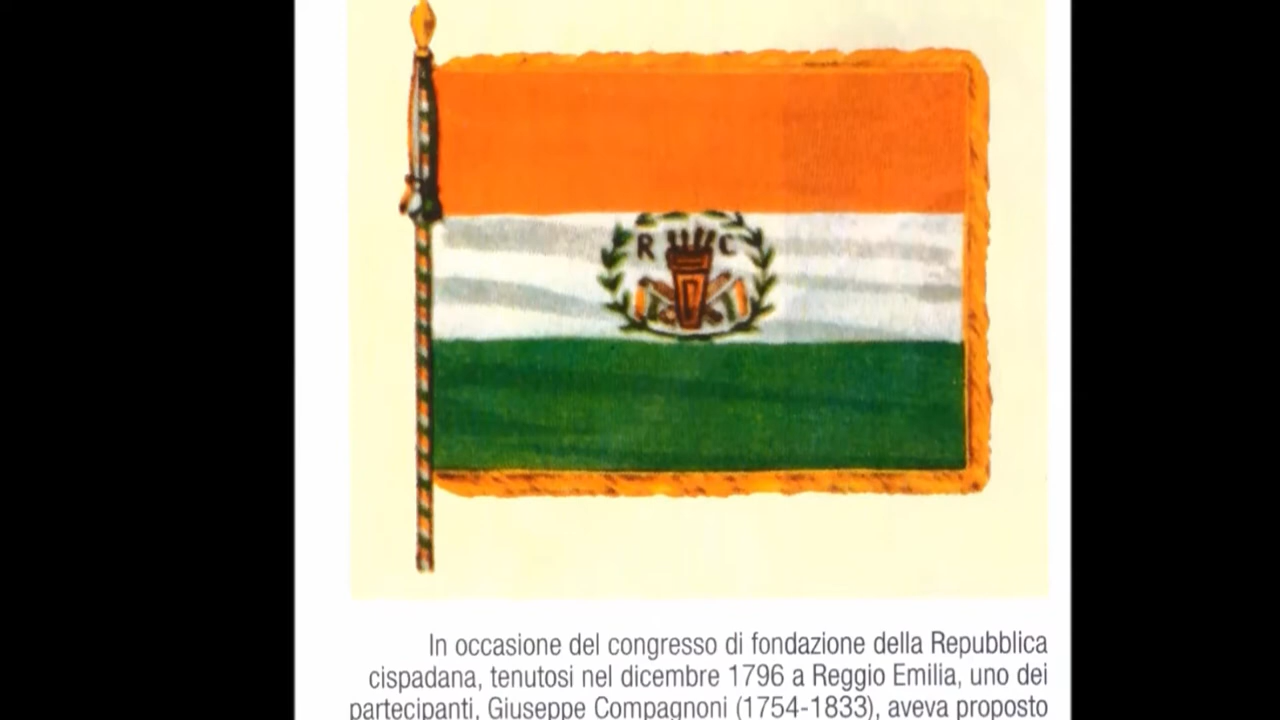 R C
In occasione del congresso di fondazione della Repubblica
cispadana, tenutosi nel dicembre 1796 a Reggio Emilia, uno dei
partecipanti, Giuseppe Compagnoni (1754-1833), aveva proposto